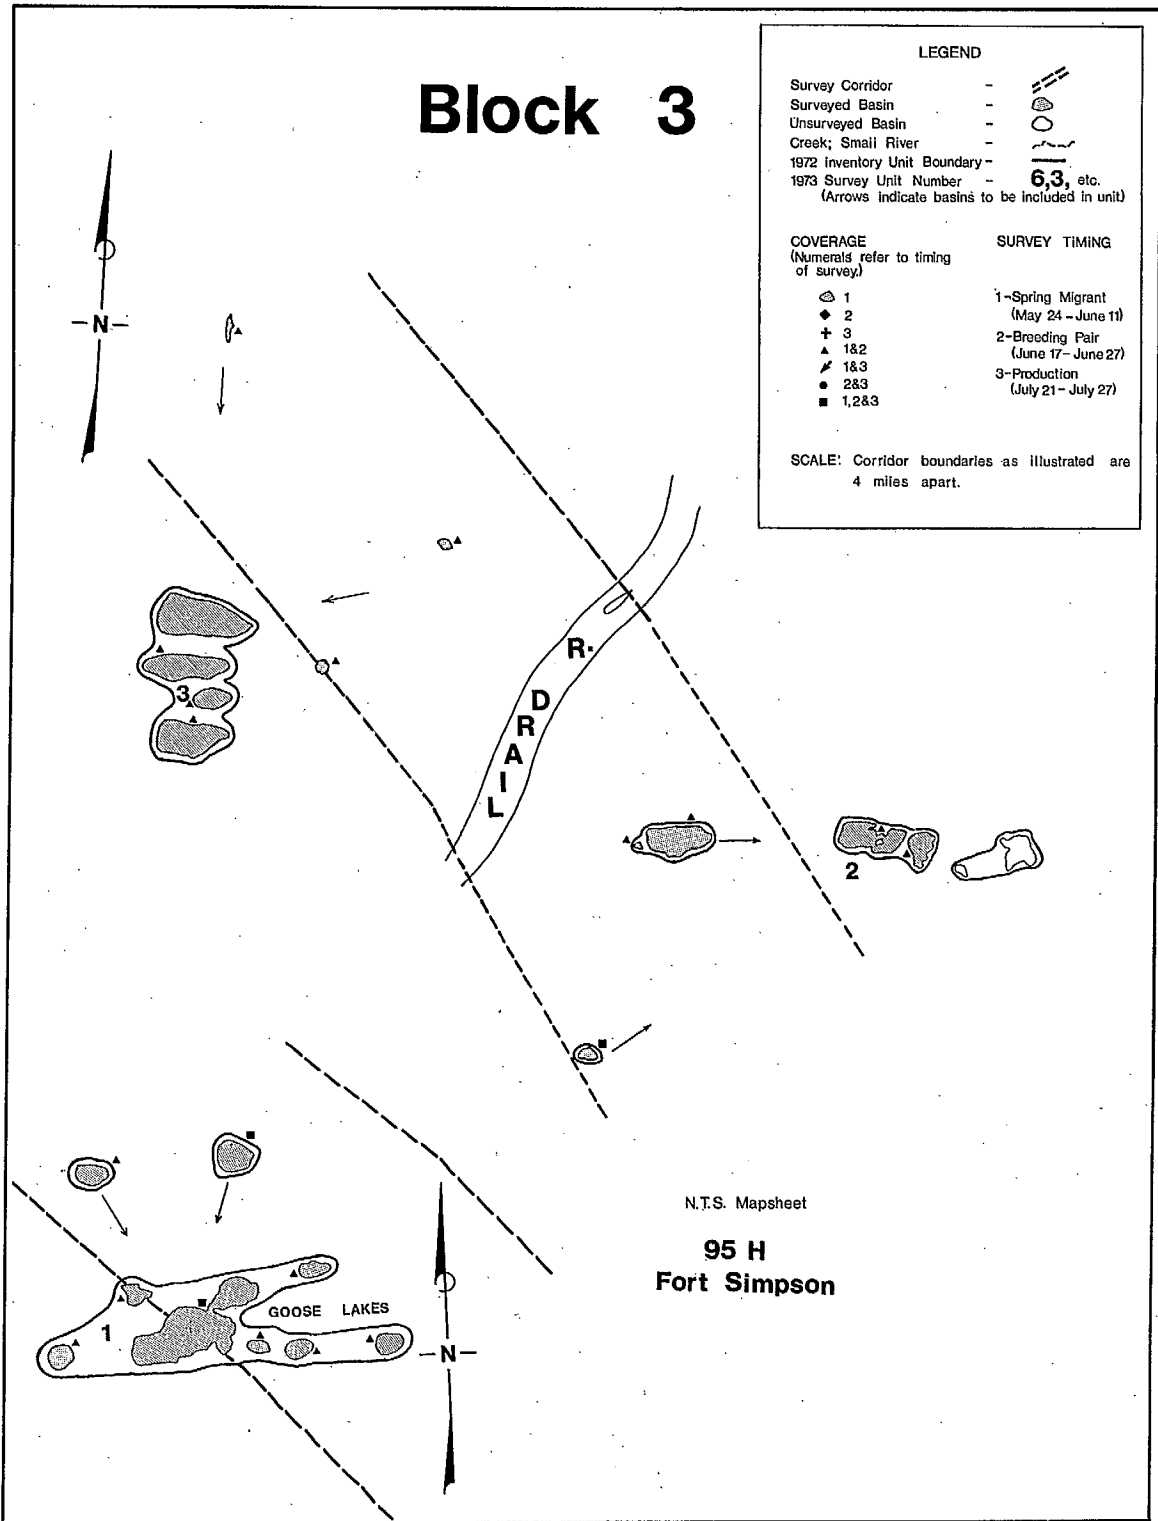 Block 3
LEGEND
Survey Corridor -
Surveyed Basin -
Unsurveyed Basin -
Creek; Small River -
1972 Inventory Unit Boundary -
1973 Survey Unit Number - 6,3, etc.
(Arrows indicate basins to be included in unit)
COVERAGE
(Numerals refer to timing
of survey.)
1
2
3
1&2
1&3
2&3
1,2&3
SURVEY TIMING
1-Spring Migrant
(May 24 - June 11)
2-Breeding Pair
(June 17 - June 27)
3-Production
(July 21 - July 27)
SCALE: Corridor boundaries as illustrated are
4 miles apart.
-N-
3
LIARD R.
2
N.T.S. Mapsheet
95 H
Fort Simpson
GOOSE LAKES
1
-N-